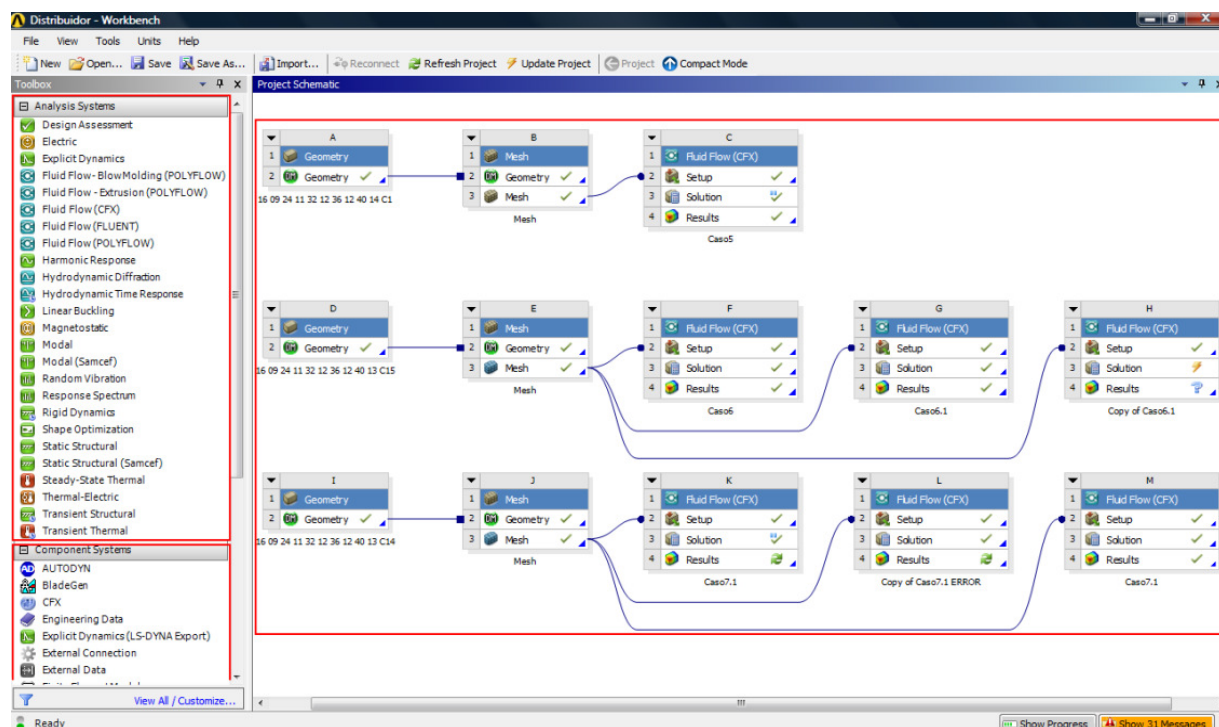 Distribuidor - Workbench
File View Tools Units Help
New Open... Save Save As... Import... Reconnect Refresh Project Update Project Project Compact Mode
Toolbox
Analysis Systems
Design Assessment
Electric
Explicit Dynamics
Fluid Flow- BlowMolding (POLYFLOW)
Fluid Flow - Extrusion (POLYFLOW)
Fluid Flow (CFX)
Fluid Flow (FLUENT)
Fluid Flow (POLYFLOW)
Harmonic Response
Hydrodynamic Diffraction
Hydrodynamic Time Response
Linear Buckling
Magnetostatic
Modal
Modal (Samcef)
Random Vibration
Response Spectrum
Rigid Dynamics
Shape Optimization
Static Structural
Static Structural (Samcef)
Steady-State Thermal
Thermal-Electric
Transient Structural
Transient Thermal
Component Systems
AUTODYN
BladeGen
CFX
Engineering Data
Explicit Dynamics (LS-DYNA Export)
External Connection
External Data
View All / Customize...
Project Schematic
A
1 Geometry
2 Geometry
16 09 24 11 32 12 36 12 40 14 C1
B
1 Mesh
2 Geometry
3 Mesh
Mesh
C
1 Fluid Flow (CFX)
2 Setup
3 Solution
4 Results
Caso5
D
1 Geometry
2 Geometry
16 09 24 11 32 12 36 12 40 13 C15
E
1 Mesh
2 Geometry
3 Mesh
Mesh
F
1 Fluid Flow (CFX)
2 Setup
3 Solution
4 Results
Caso6
G
1 Fluid Flow (CFX)
2 Setup
3 Solution
4 Results
Caso6.1
H
1 Fluid Flow (CFX)
2 Setup
3 Solution
4 Results
Copy of Caso6.1
I
1 Geometry
2 Geometry
16 09 24 11 32 12 36 12 40 13 C14
J
1 Mesh
2 Geometry
3 Mesh
Mesh
K
1 Fluid Flow (CFX)
2 Setup
3 Solution
4 Results
Caso7.1
L
1 Fluid Flow (CFX)
2 Setup
3 Solution
4 Results
Copy of Caso7.1 ERROR
M
1 Fluid Flow (CFX)
2 Setup
3 Solution
4 Results
Caso7.1
Ready
Show Progress Show 31 Messages